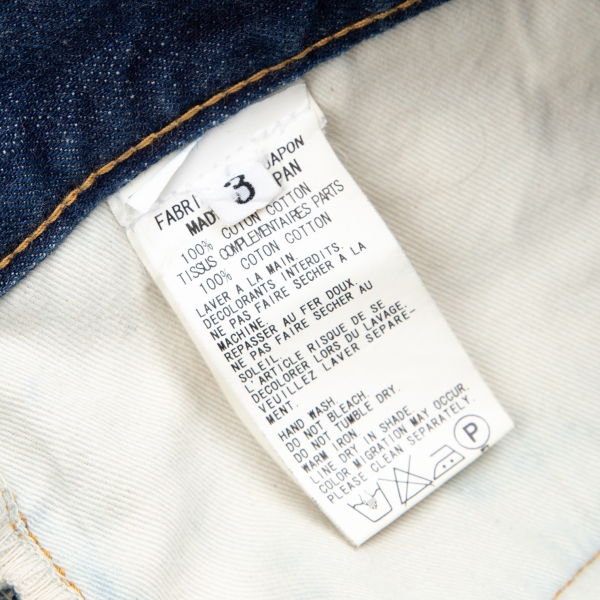 3
FABRI JAPON
MADE PAN
100% COTON COTTON
TISSUS COMPLEMENTAIRES PARTS
100% COTON COTTON
LAVER A LA MAIN.
DECOLORANTS INTERDITS.
NE PAS FAIRE SECHER À LA
MACHINE.
REPASSER AU FER DOUX.
NE PAS FAIRE SECHER AU
SOLEIL.
L'ARTICLE RISQUE DE SE
DECOLORER LORS DU LAVAGE.
VEUILLEZ LAVER SEPARE-
MENT.
HAND WASH.
DO NOT BLEACH.
DO NOT TUMBLE DRY.
WARM IRON.
LINE DRY IN SHADE.
COLOR MIGRATION MAY OCCUR.
PLEASE CLEAN SEPARATELY.
P